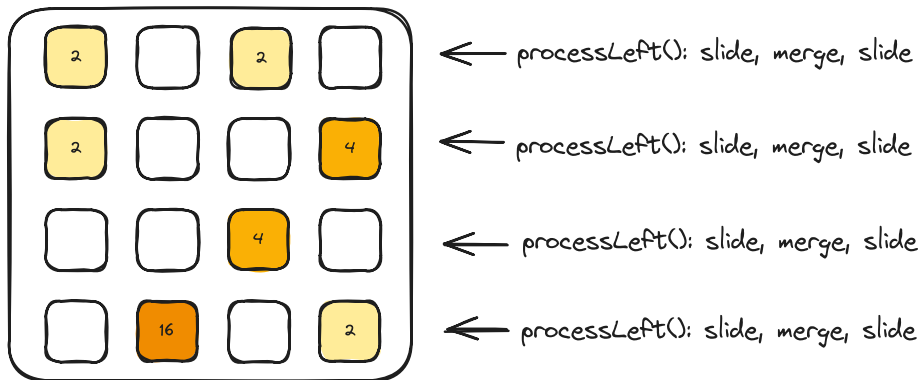 2 2 processLeft(): slide, merge, slide
2 4 processLeft(): slide, merge, slide
4 processLeft(): slide, merge, slide
16 2 processLeft(): slide, merge, slide